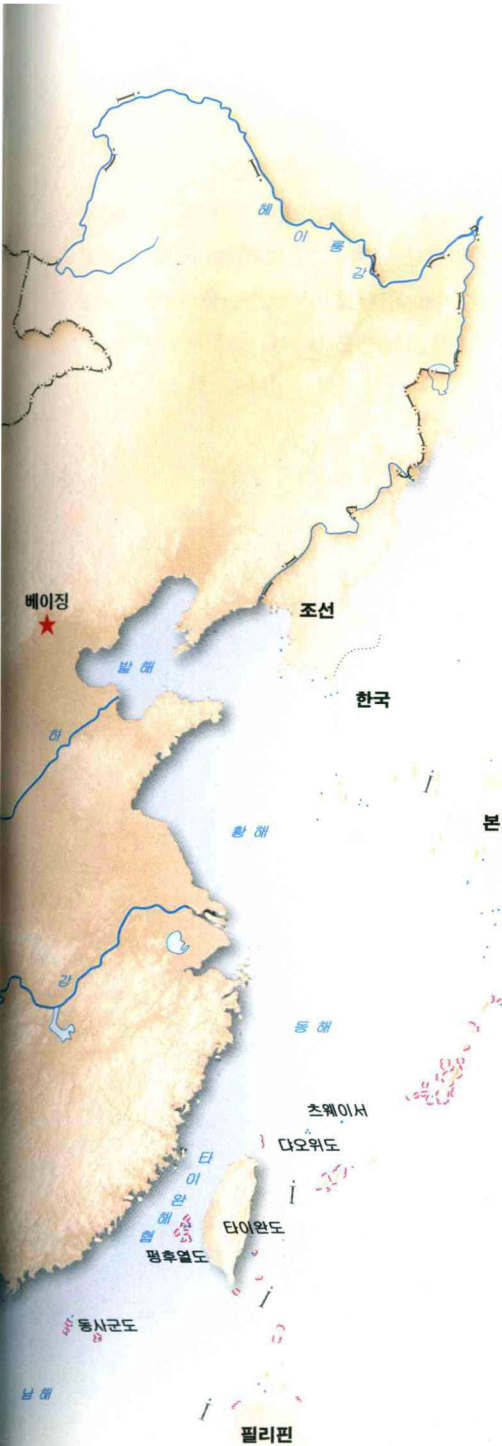 헤이룽강
베이징
조선
발해
한국
하
본
황해
강
동해
츠웨이서
댜오위도
타이완해협
타이완도
펑후열도
동사군도
남해
필리핀